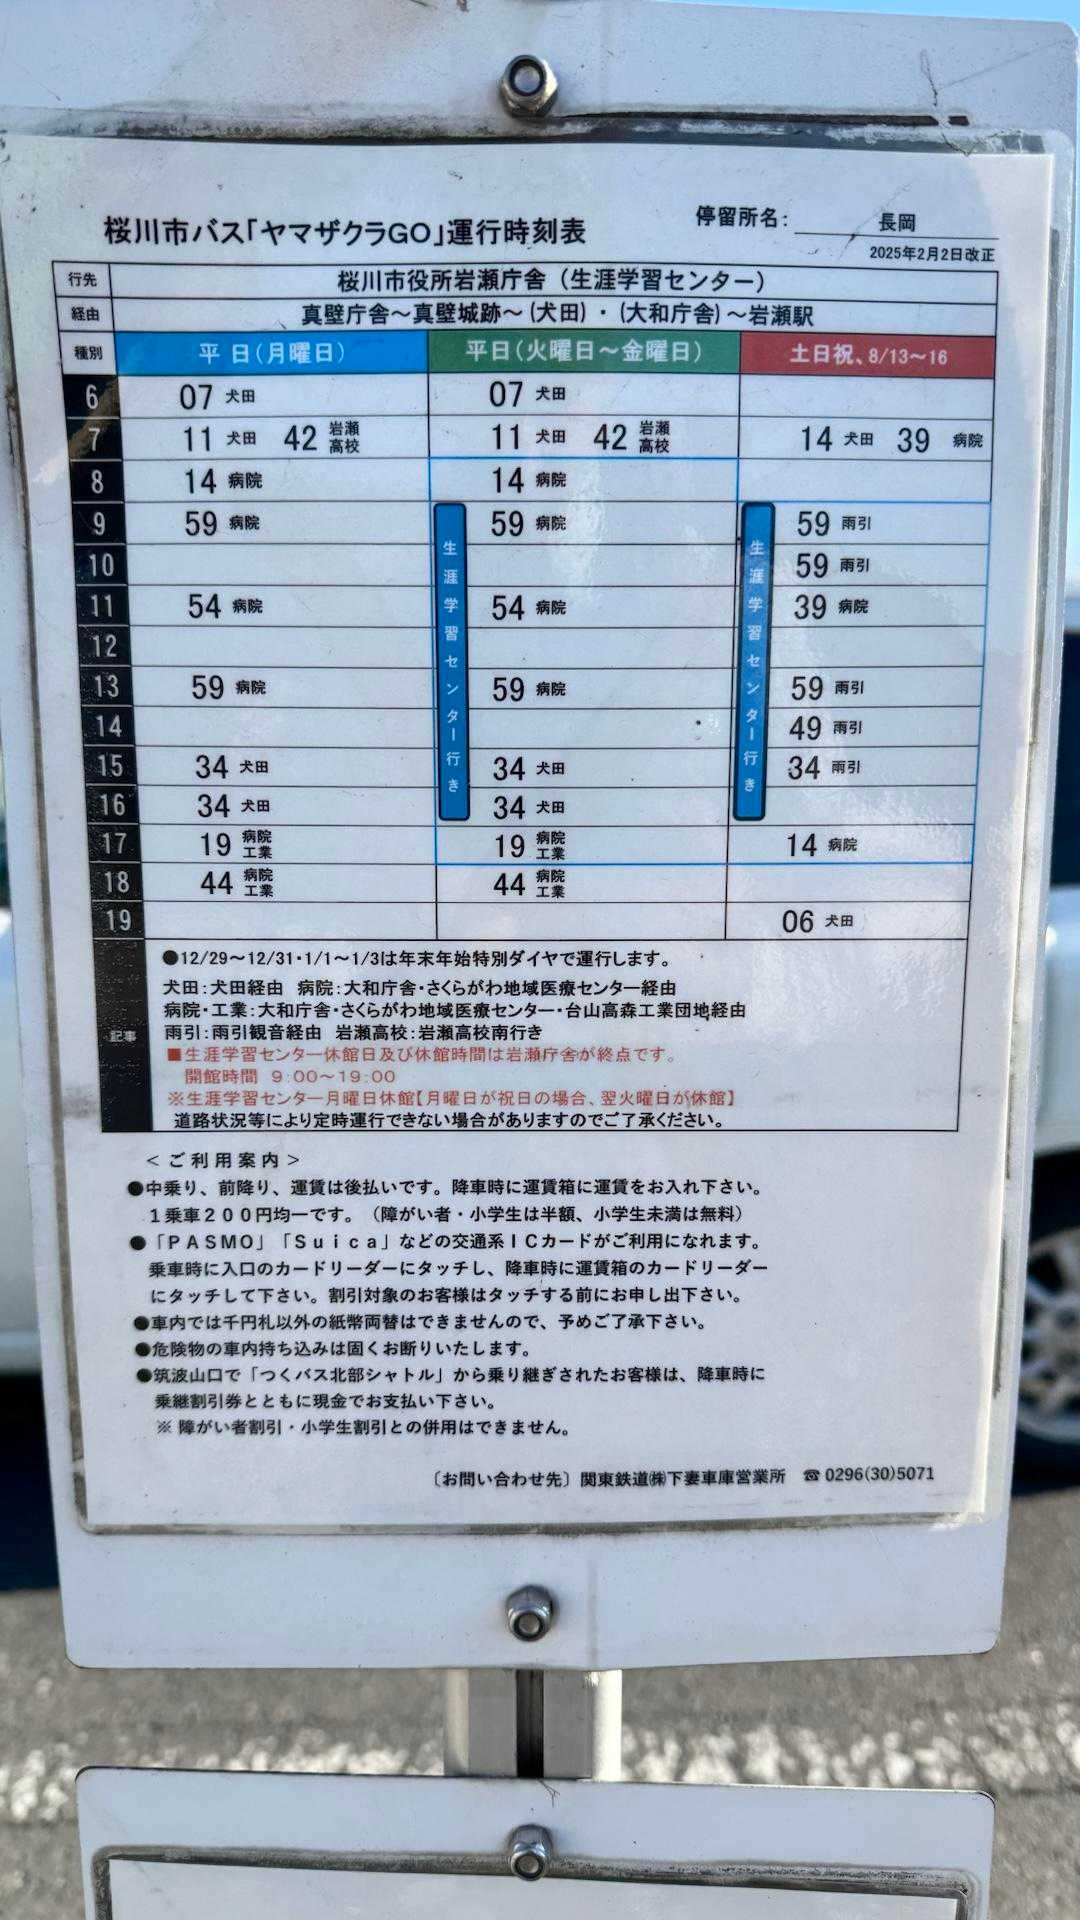 桜川市バス「ヤマザクラGO」運行時刻表
停留所名: 長岡
2025年2月2日改正
行先 桜川市役所岩瀬庁舎（生涯学習センター）
経由 真壁庁舎～真壁城跡～（犬田）・（大和庁舎）～岩瀬駅
種別 平日（月曜日） 平日（火曜日～金曜日） 土日祝、8/13～16
6 07 犬田 07 犬田
7 11 犬田 42 岩瀬高校 11 犬田 42 岩瀬高校 14 犬田 39 病院
8 14 病院 14 病院
9 59 病院 59 病院 59 雨引
10 59 雨引
11 54 病院 54 病院 39 病院
12
13 59 病院 59 病院 59 雨引
14 49 雨引
15 34 犬田 34 犬田 34 雨引
16 34 犬田 34 犬田
17 19 病院工業 19 病院工業 14 病院
18 44 病院工業 44 病院工業
19 06 犬田
生涯学習センター行き
生涯学習センター行き
記事
●12/29～12/31・1/1～1/3は年末年始特別ダイヤで運行します。
犬田：犬田経由 病院：大和庁舎・さくらがわ地域医療センター経由
病院・工業：大和庁舎・さくらがわ地域医療センター・台山高森工業団地経由
雨引：雨引観音経由 岩瀬高校：岩瀬高校南行き
■生涯学習センター休館日及び休館時間は岩瀬庁舎が終点です。
開館時間 9:00～19:00
※生涯学習センター月曜日休館【月曜日が祝日の場合、翌火曜日が休館】
道路状況等により定時運行できない場合がありますのでご了承ください。
＜ご利用案内＞
●中乗り、前降り、運賃は後払いです。降車時に運賃箱に運賃をお入れ下さい。
１乗車２００円均一です。（障がい者・小学生は半額、小学生未満は無料）
●「ＰＡＳＭＯ」「Ｓｕｉｃａ」などの交通系ＩＣカードがご利用になれます。
乗車時に入口のカードリーダーにタッチし、降車時に運賃箱のカードリーダー
にタッチして下さい。割引対象のお客様はタッチする前にお申し出下さい。
●車内では千円札以外の紙幣両替はできませんので、予めご了承下さい。
●危険物の車内持ち込みは固くお断りいたします。
●筑波山口で「つくバス北部シャトル」から乗り継ぎされたお客様は、降車時に
乗継割引券とともに現金でお支払い下さい。
※ 障がい者割引・小学生割引との併用はできません。
〔お問い合わせ先〕関東鉄道㈱下妻車庫営業所 ☎0296(30)5071